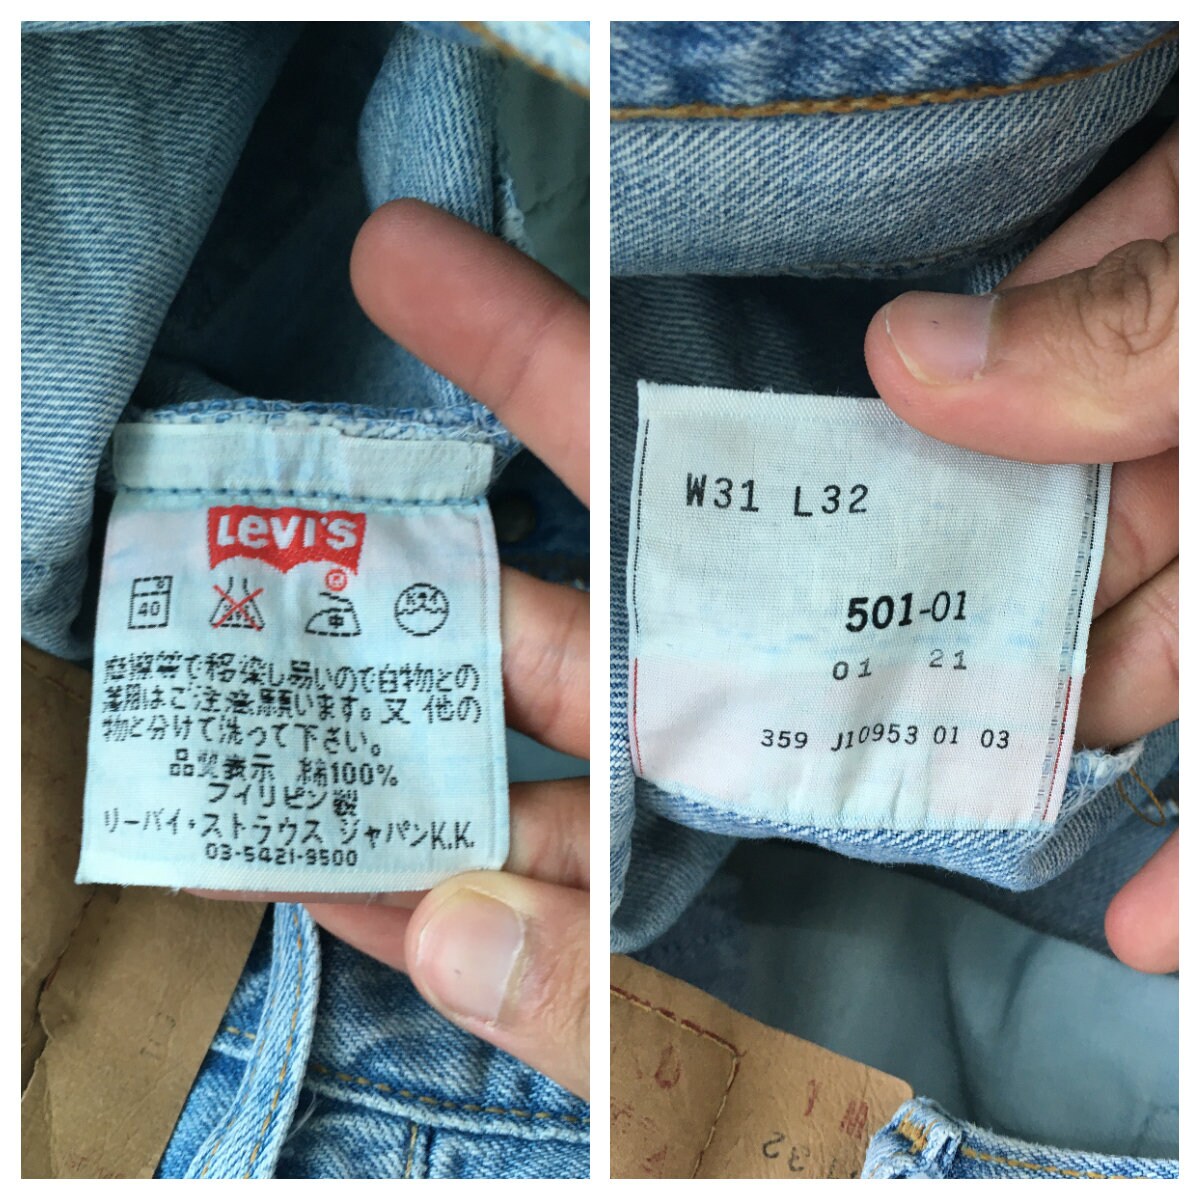 Levi's
®
40
摩擦等で移染し易いので白物との
着用はご注意願います。又 他の
物と分けて洗って下さい。
品質表示 綿100%
フィリピン製
リーバイ・ストラウス ジャパンK.K.
03-5421-9500
W31 L32
501-01
01 21
359 J10953 01 03
32